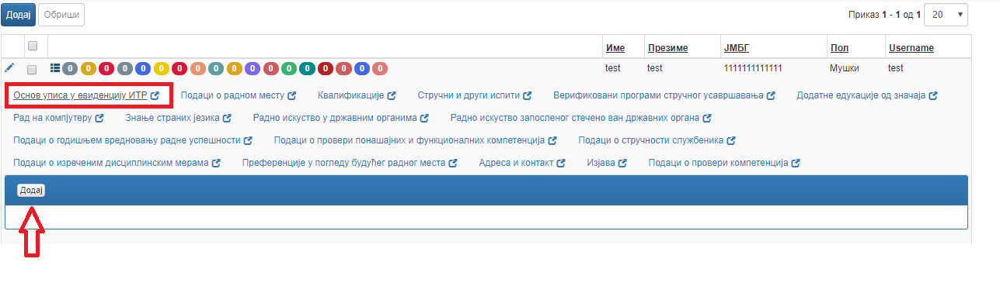 Додај Обриши Приказ 1 - 1 од 1 20
Име Презиме ЈМБГ Пол Username
0 0 0 0 0 0 0 0 0 0 0 0 0 0 0 0 0 0 test test 1111111111111 Мушки test
Основ уписа у евиденцију ИТР Подаци о радном месту Квалификације Стручни и други испити Верификовани програми стручног усавршавања Додатне едукације од значаја
Рад на компјутеру Знање страних језика Радно искуство у државним органима Радно искуство запосленог стечено ван државних органа
Подаци о годишњем вредновању радне успешности Подаци о провери понашајних и функционалних компетенција Подаци о стручности службеника
Подаци о изреченим дисциплинским мерама Преференције у погледу будућег радног места Адреса и контакт Изјава Подаци о провери компетенција
Додај